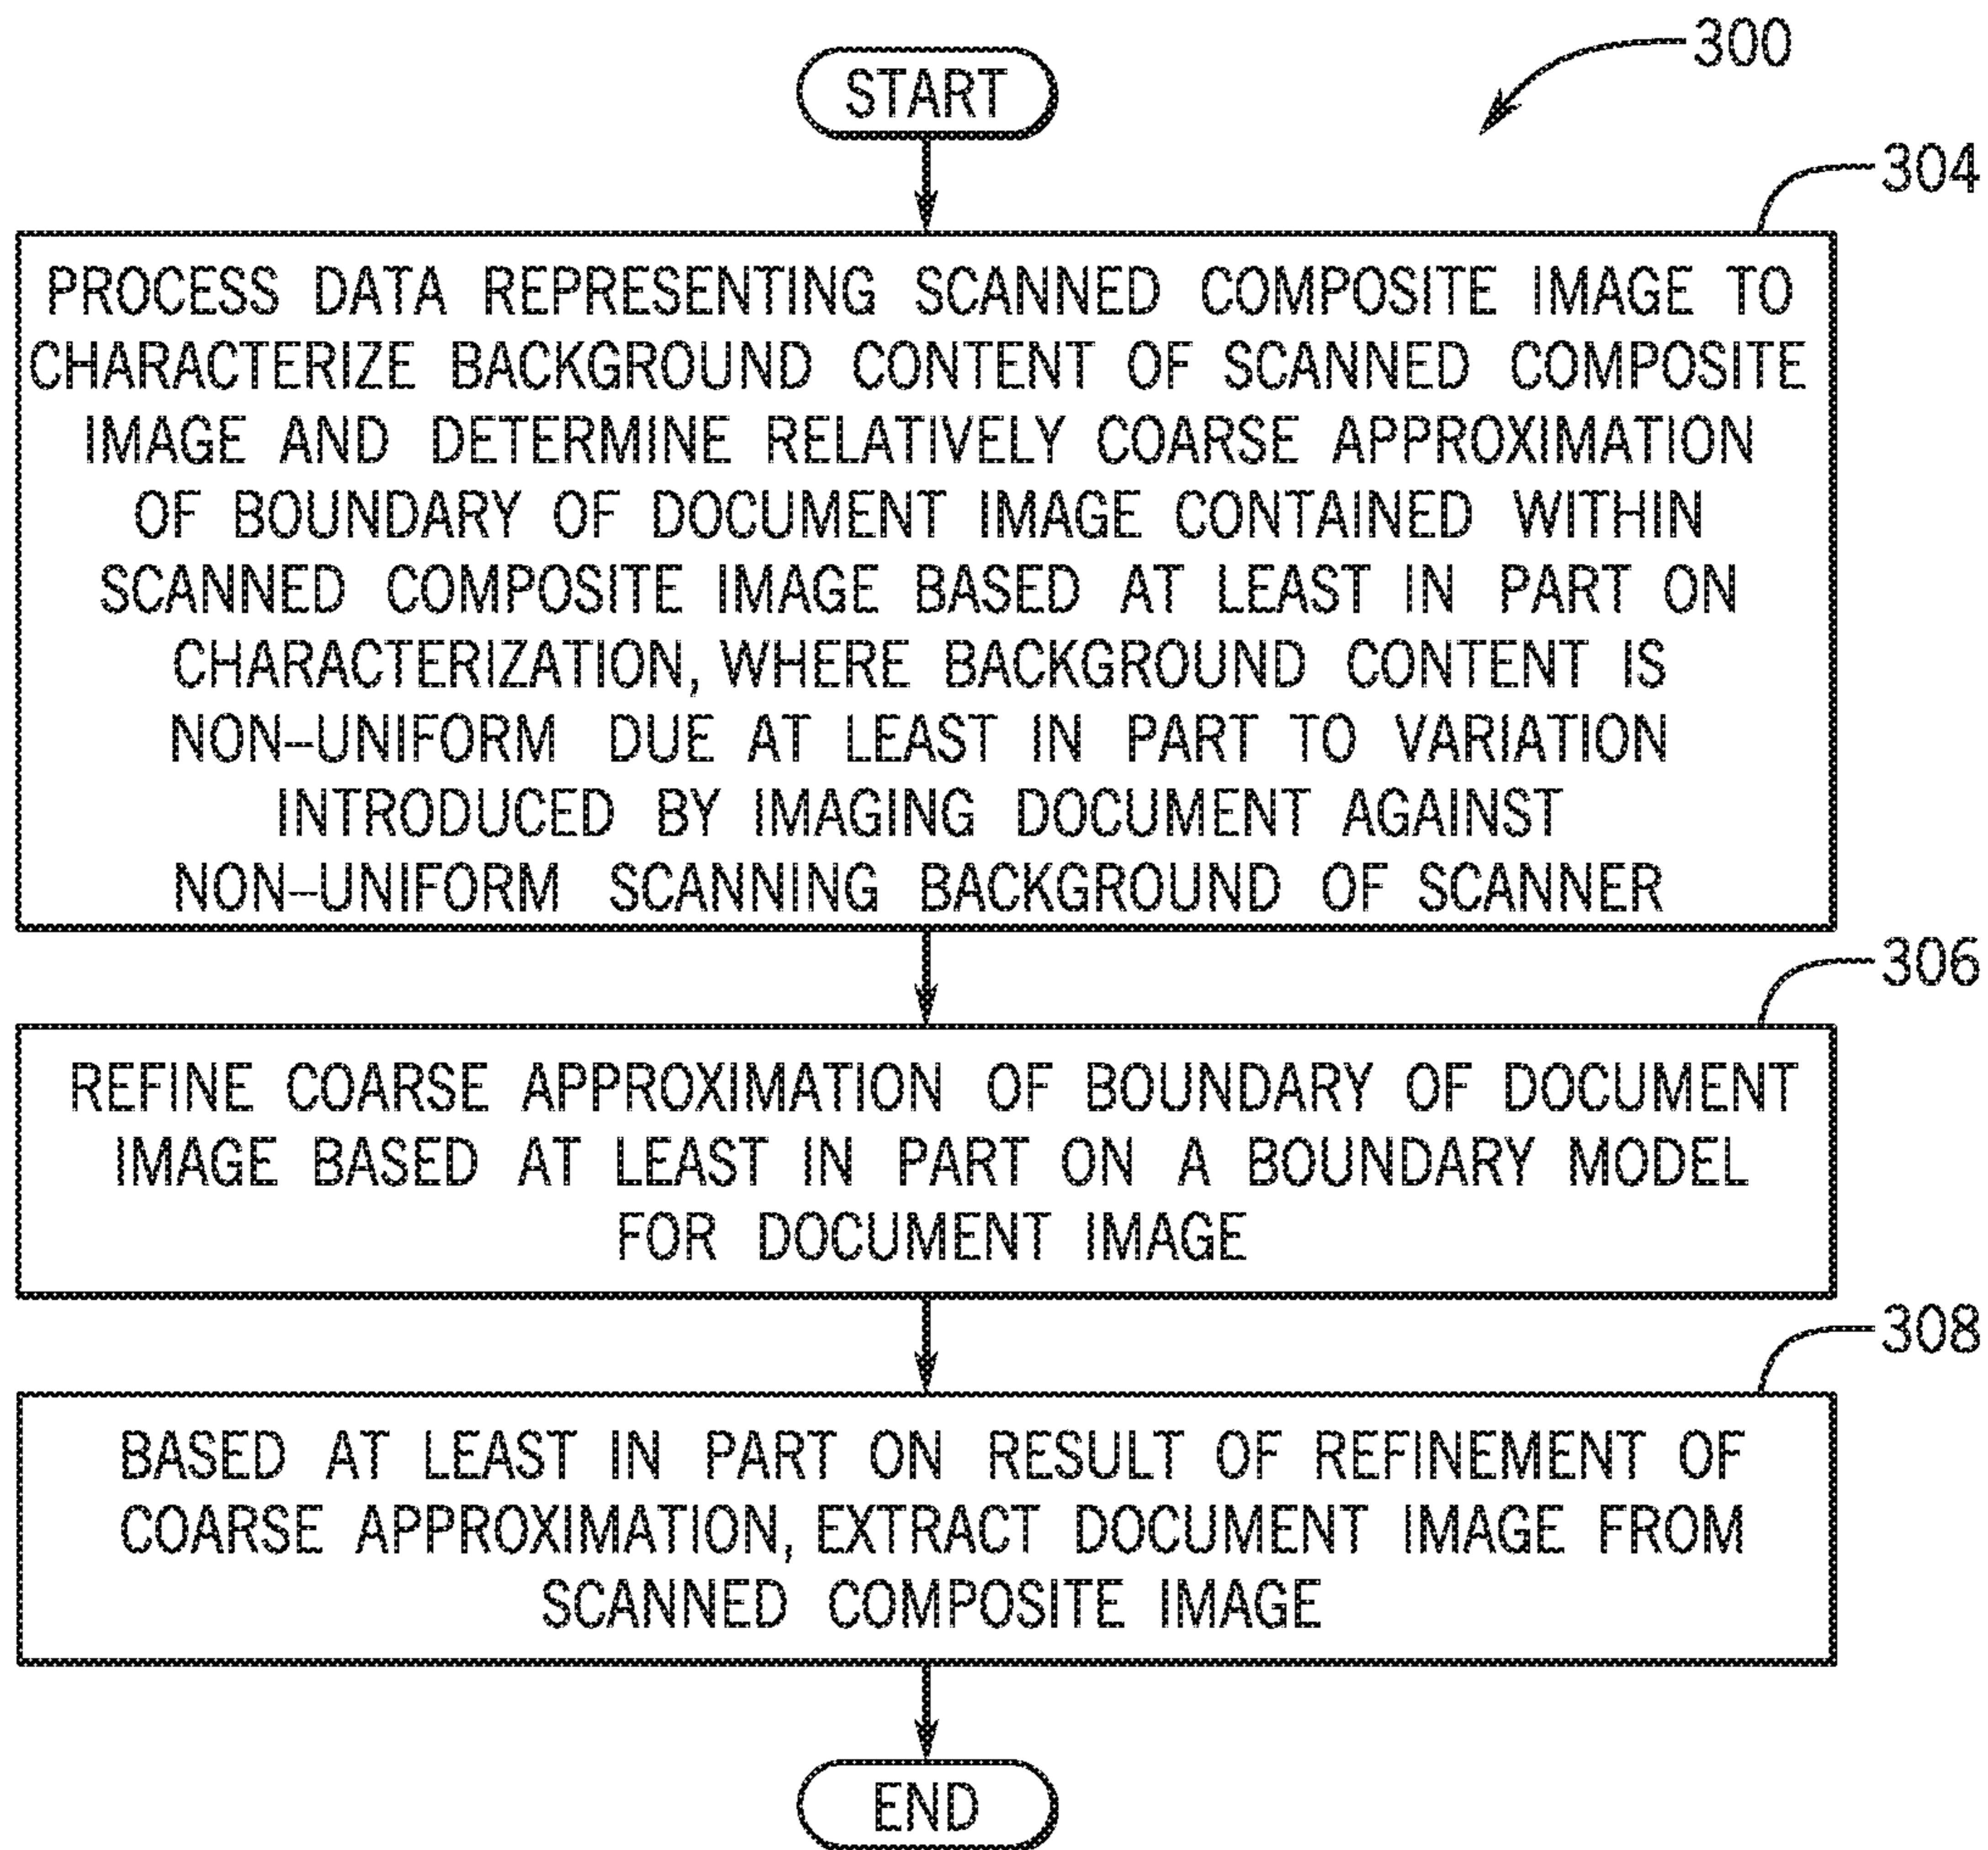 300
START
304
PROCESS DATA REPRESENTING SCANNED COMPOSITE IMAGE TO
CHARACTERIZE BACKGROUND CONTENT OF SCANNED COMPOSITE
IMAGE AND DETERMINE RELATIVELY COARSE APPROXIMATION
OF BOUNDARY OF DOCUMENT IMAGE CONTAINED WITHIN
SCANNED COMPOSITE IMAGE BASED AT LEAST IN PART ON
CHARACTERIZATION, WHERE BACKGROUND CONTENT IS
NON-UNIFORM DUE AT LEAST IN PART TO VARIATION
INTRODUCED BY IMAGING DOCUMENT AGAINST
NON-UNIFORM SCANNING BACKGROUND OF SCANNER
306
REFINE COARSE APPROXIMATION OF BOUNDARY OF DOCUMENT
IMAGE BASED AT LEAST IN PART ON A BOUNDARY MODEL
FOR DOCUMENT IMAGE
308
BASED AT LEAST IN PART ON RESULT OF REFINEMENT OF
COARSE APPROXIMATION, EXTRACT DOCUMENT IMAGE FROM
SCANNED COMPOSITE IMAGE
END